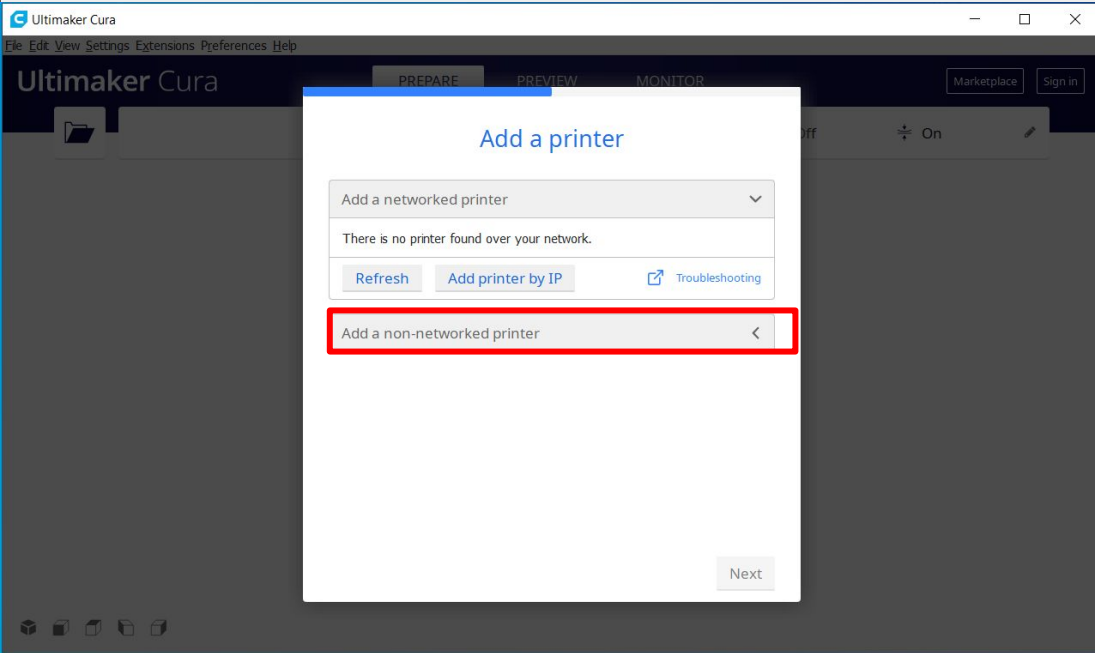 Ultimaker Cura
File Edit View Settings Extensions Preferences Help
Ultimaker Cura PREPARE PREVIEW MONITOR Marketplace Sign in
Off On
Add a printer
Add a networked printer
There is no printer found over your network.
Refresh Add printer by IP Troubleshooting
Add a non-networked printer
Next